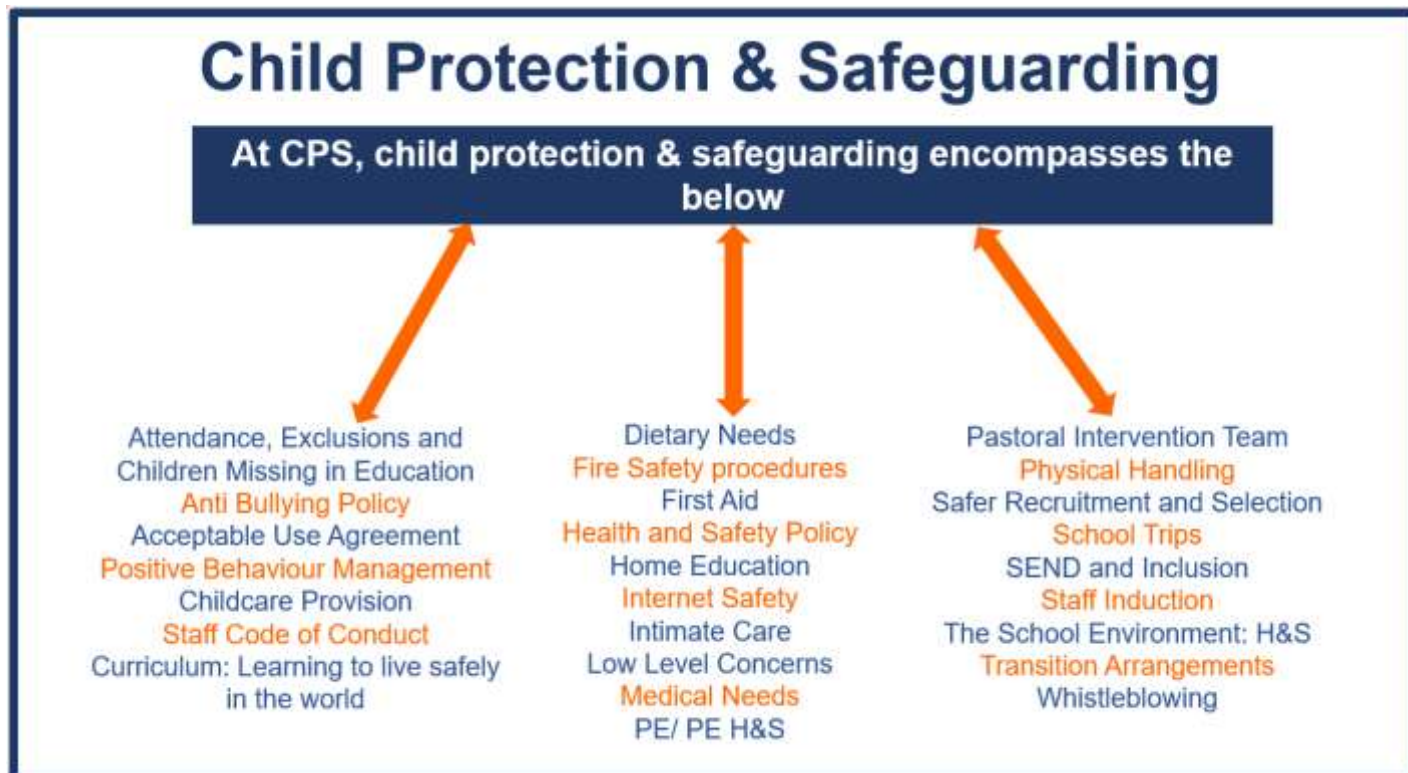 Child Protection & Safeguarding
At CPS, child protection & safeguarding encompasses the
below
Attendance, Exclusions and
Children Missing in Education
Anti Bullying Policy
Acceptable Use Agreement
Positive Behaviour Management
Childcare Provision
Staff Code of Conduct
Curriculum: Learning to live safely
in the world
Dietary Needs
Fire Safety procedures
First Aid
Health and Safety Policy
Home Education
Internet Safety
Intimate Care
Low Level Concerns
Medical Needs
PE/ PE H&S
Pastoral Intervention Team
Physical Handling
Safer Recruitment and Selection
School Trips
SEND and Inclusion
Staff Induction
The School Environment: H&S
Transition Arrangements
Whistleblowing